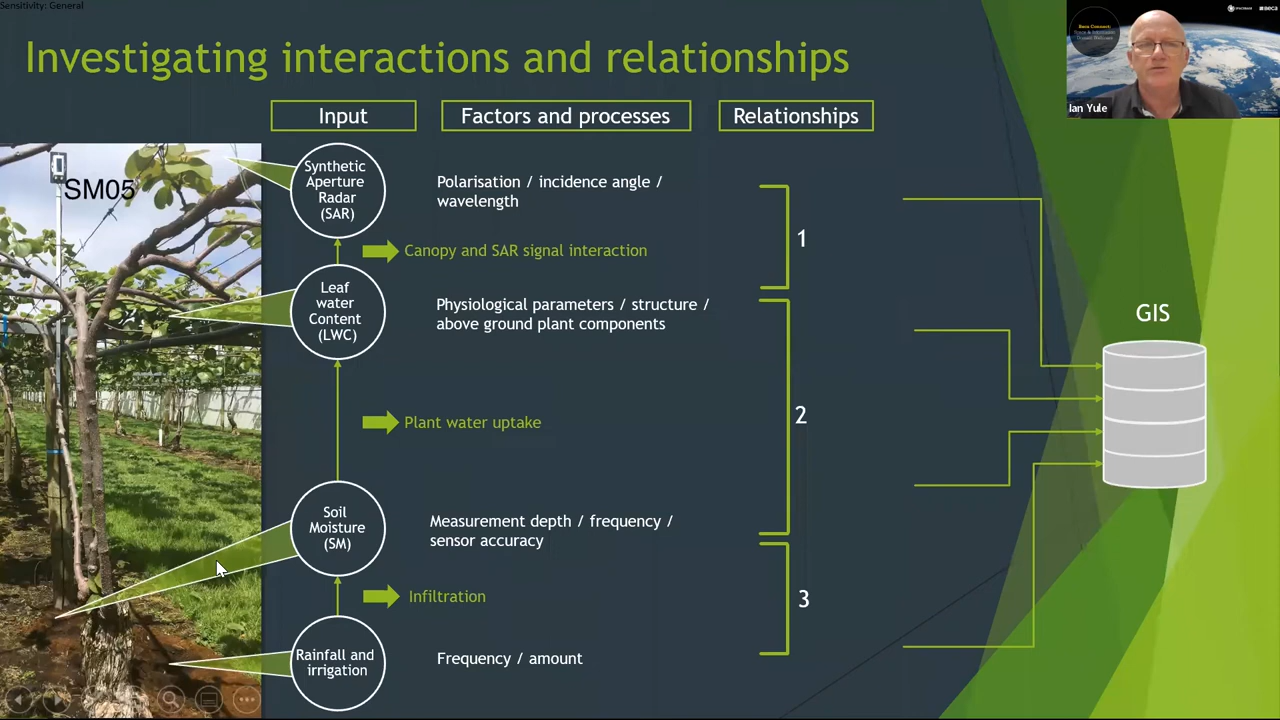 Sensitivity: General
Investigating interactions and relationships
Input
Factors and processes
Relationships
SM05
Synthetic
Aperture
Radar
(SAR)
Polarisation / incidence angle /
wavelength
Canopy and SAR signal interaction
1
Leaf
water
Content
(LWC)
Physiological parameters / structure /
above ground plant components
Plant water uptake
2
Soil
Moisture
(SM)
Measurement depth / frequency /
sensor accuracy
Infiltration
3
Rainfall and
irrigation
Frequency / amount
GIS
Beca Connect:
Ian Yule
Beca